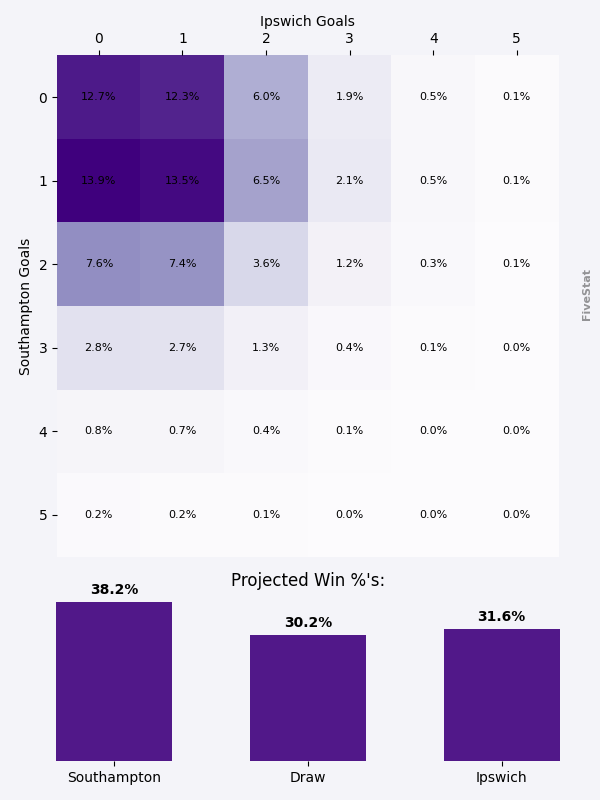 Ipswich Goals
0 1 2 3 4 5
0 12.7% 12.3% 6.0% 1.9% 0.5% 0.1%
1 13.9% 13.5% 6.5% 2.1% 0.5% 0.1%
2 7.6% 7.4% 3.6% 1.2% 0.3% 0.1%
3 2.8% 2.7% 1.3% 0.4% 0.1% 0.0%
4 0.8% 0.7% 0.4% 0.1% 0.0% 0.0%
5 0.2% 0.2% 0.1% 0.0% 0.0% 0.0%
Southampton Goals
FiveStat
Projected Win %'s:
38.2% 30.2% 31.6%
Southampton Draw Ipswich